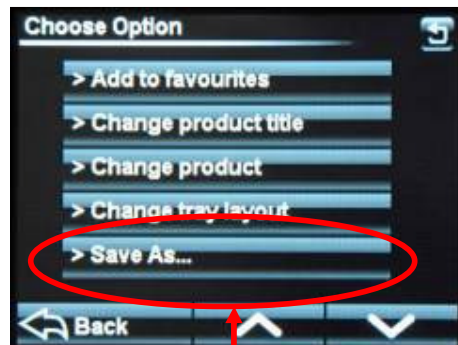 Choose Option
> Add to favourites
> Change product title
> Change product
> Change tray layout
> Save As...
Back